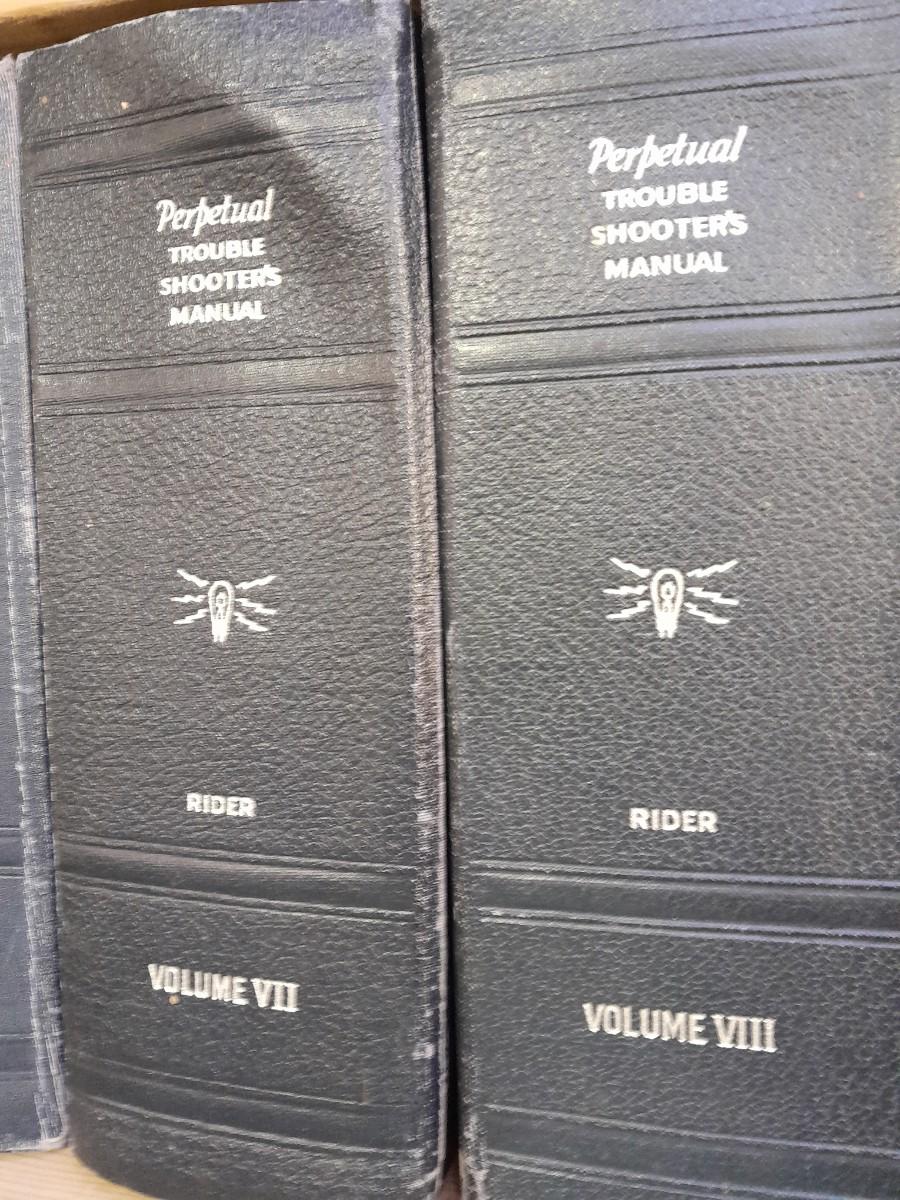 Perpetual
TROUBLE
SHOOTER'S
MANUAL
RIDER
VOLUME VII
Perpetual
TROUBLE
SHOOTER'S
MANUAL
RIDER
VOLUME VIII